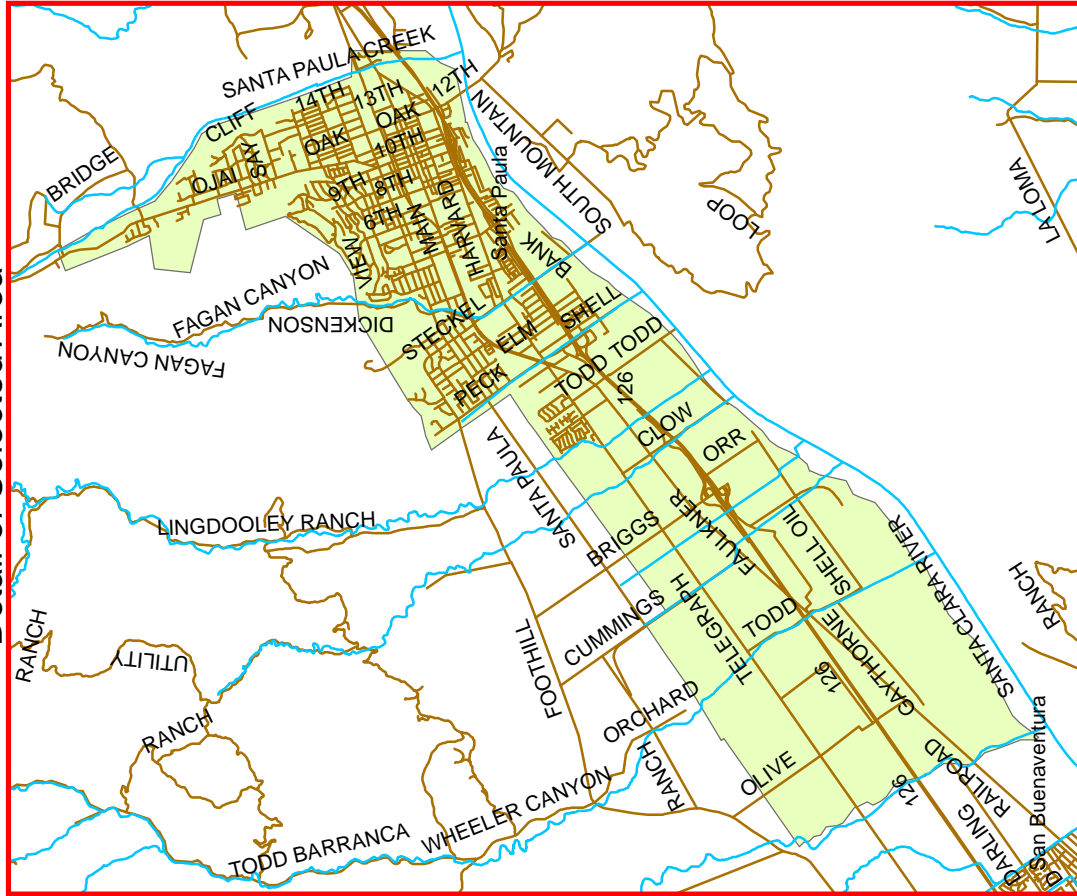 SANTA PAULA CREEK
14TH
13TH
12TH
CLIFF
OAK
OAK
BRIDGE
SAY
10TH
SOUTH MOUNTAIN
OJAI
9TH
8TH
Santa Paula
6TH
MAIN
HARVARD
LOOP
LA LOMA
VIEW
BANK
FAGAN CANYON
DICKENSON
STECKEL
SHELL
FAGAN CANYON
ELM
TODD
TODD
PECK
126
CLOW
ORR
SANTA PAULA
LINGDOOLEY RANCH
BRIGGS
FAULKNER
SHELL OIL
SANTA CLARA RIVER
RANCH
RANCH
UTILITY
CUMMINGS
TELEGRAPH
TODD
FOOTHILL
126
GAYTHORNE
RANCH
ORCHARD
RANCH
OLIVE
126
RAILROAD
San Buenaventura
TODD BARRANCA
WHEELER CANYON
DARLING